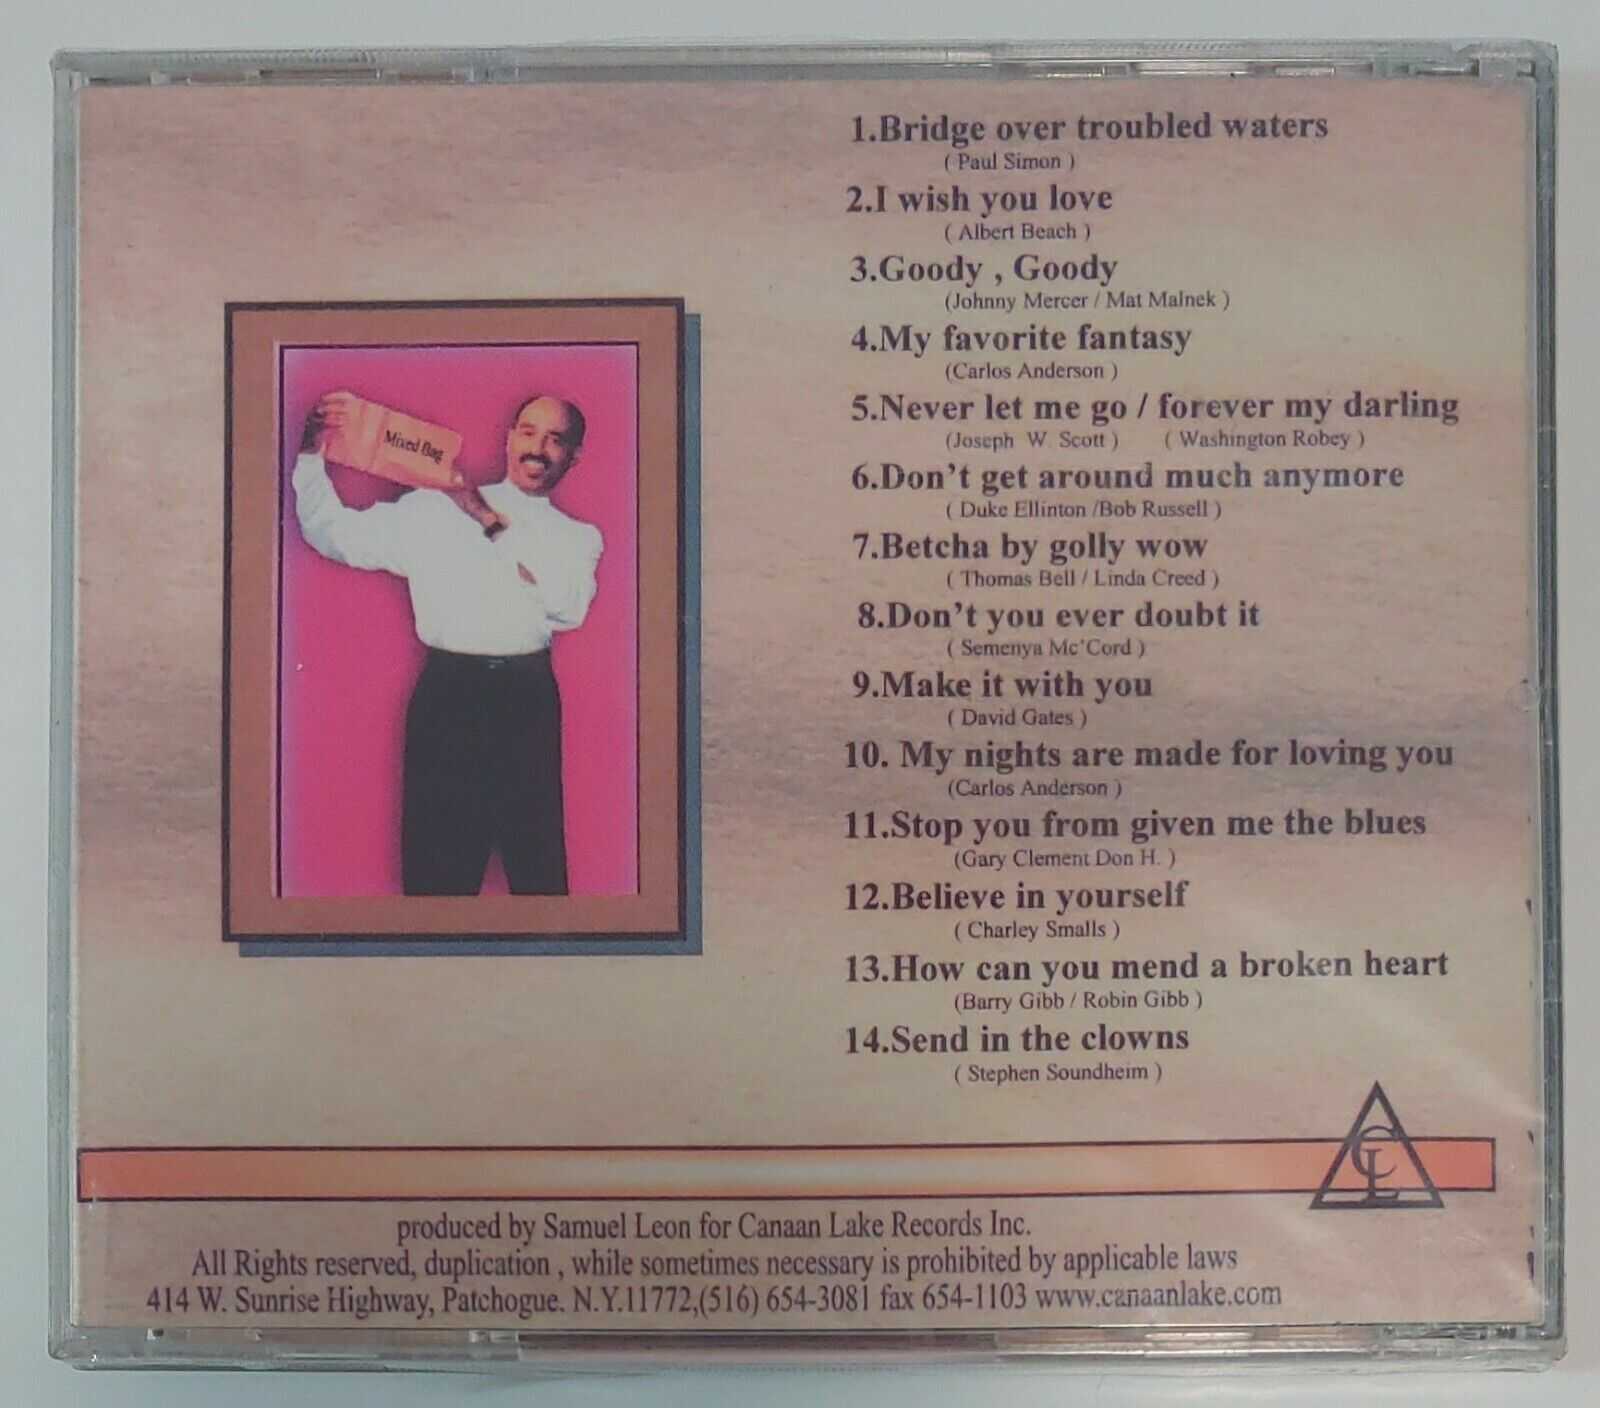 Mixed Bag
1.Bridge over troubled waters
( Paul Simon )
2.I wish you love
( Albert Beach )
3.Goody , Goody
(Johnny Mercer / Mat Malnek )
4.My favorite fantasy
(Carlos Anderson )
5.Never let me go / forever my darling
(Joseph W. Scott ) ( Washington Robey )
6.Don't get around much anymore
( Duke Ellinton /Bob Russell )
7.Betcha by golly wow
( Thomas Bell / Linda Creed )
8.Don't you ever doubt it
( Semenya Mc'Cord )
9.Make it with you
( David Gates )
10. My nights are made for loving you
(Carlos Anderson )
11.Stop you from given me the blues
(Gary Clement Don H. )
12.Believe in yourself
( Charley Smalls )
13.How can you mend a broken heart
(Barry Gibb / Robin Gibb )
14.Send in the clowns
( Stephen Soundheim )
CL
produced by Samuel Leon for Canaan Lake Records Inc.
All Rights reserved, duplication , while sometimes necessary is prohibited by applicable laws
414 W. Sunrise Highway, Patchogue. N.Y.11772,(516) 654-3081 fax 654-1103 www.canaanlake.com